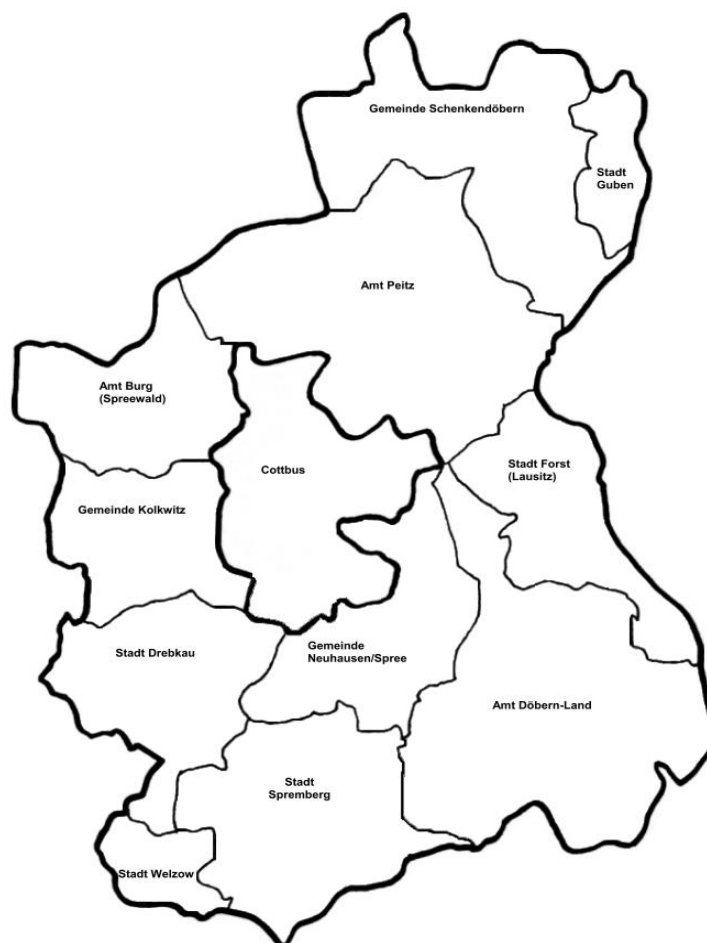 Gemeinde Schenkendöbern
Stadt
Guben
Amt Peitz
Amt Burg
(Spreewald)
Cottbus
Stadt Forst
(Lausitz)
Gemeinde Kolkwitz
Stadt Drebkau
Gemeinde
Neuhausen/Spree
Amt Döbern-Land
Stadt
Spremberg
Stadt Welzow